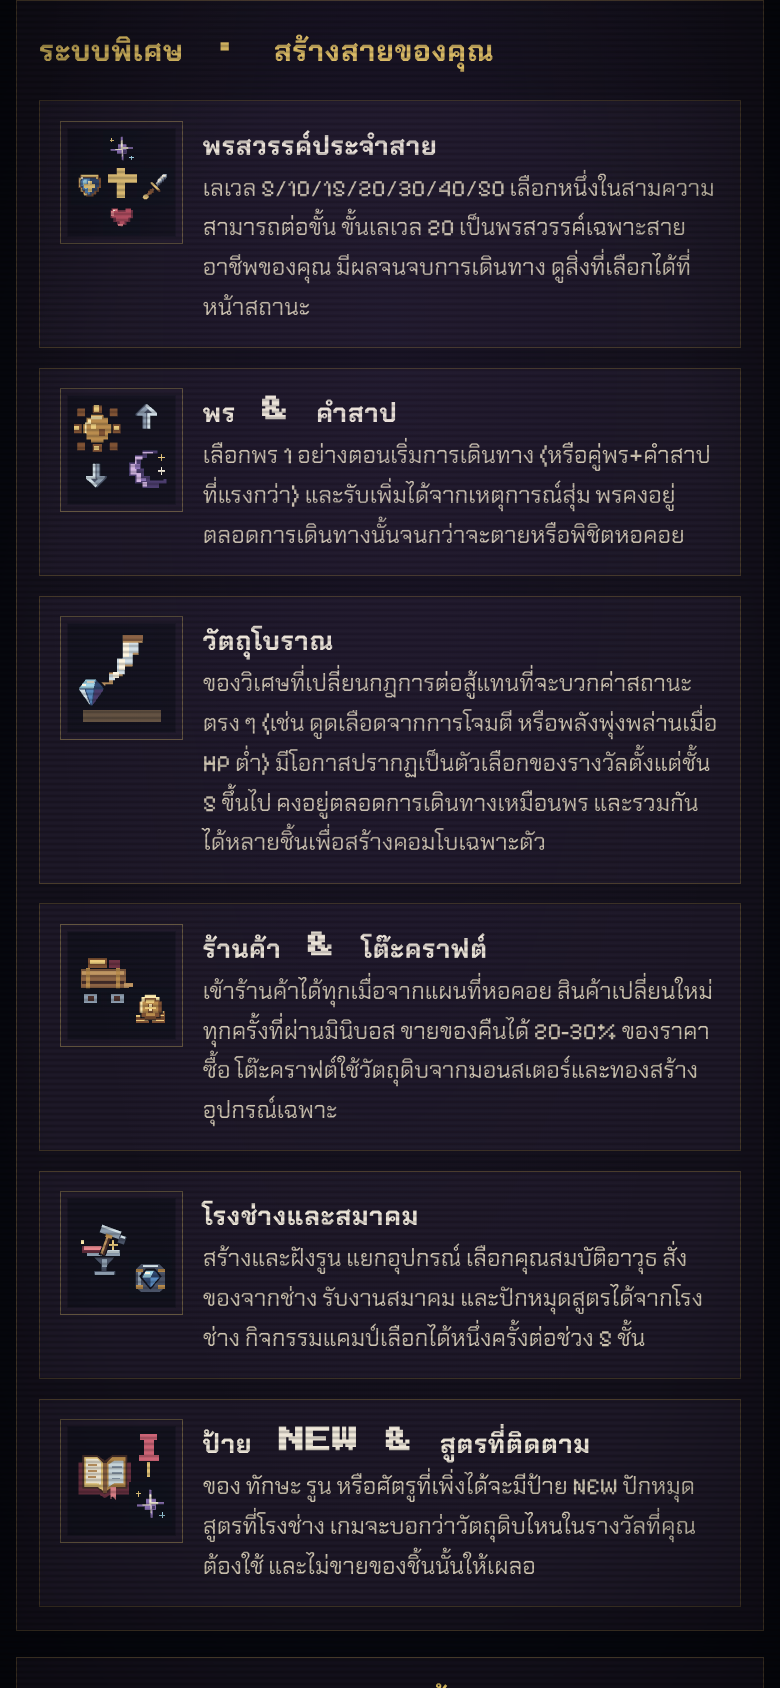 ระบบพิเศษ · สร้างสายของคุณ
พรสวรรค์ประจำสาย
เลเวล 5/10/15/20/30/40/50 เลือกหนึ่งในสามความ
สามารถต่อขั้น ขั้นเลเวล 20 เป็นพรสวรรค์เฉพาะสาย
อาชีพของคุณ มีผลจนจบการเดินทาง ดูสิ่งที่เลือกได้ที่
หน้าสถานะ
พร & คำสาป
เลือกพร 1 อย่างตอนเริ่มการเดินทาง (หรือคู่พร+คำสาป
ที่แรงกว่า) และรับเพิ่มได้จากเหตุการณ์สุ่ม พรคงอยู่
ตลอดการเดินทางนั้นจนกว่าจะตายหรือพิชิตหอคอย
วัตถุโบราณ
ของวิเศษที่เปลี่ยนกฎการต่อสู้แทนที่จะบวกค่าสถานะ
ตรง ๆ (เช่น ดูดเลือดจากการโจมตี หรือพลังพุ่งพล่านเมื่อ
HP ต่ำ) มีโอกาสปรากฏเป็นตัวเลือกของรางวัลตั้งแต่ชั้น
5 ขึ้นไป คงอยู่ตลอดการเดินทางเหมือนพร และรวมกัน
ได้หลายชิ้นเพื่อสร้างคอมโบเฉพาะตัว
ร้านค้า & โต๊ะคราฟต์
เข้าร้านค้าได้ทุกเมื่อจากแผนที่หอคอย สินค้าเปลี่ยนใหม่
ทุกครั้งที่ผ่านมินิบอส ขายของคืนได้ 20-30% ของราคา
ซื้อ โต๊ะคราฟต์ใช้วัตถุดิบจากมอนสเตอร์และทองสร้าง
อุปกรณ์เฉพาะ
โรงช่างและสมาคม
สร้างและฝังรูน แยกอุปกรณ์ เลือกคุณสมบัติอาวุธ สั่ง
ของจากช่าง รับงานสมาคม และปักหมุดสูตรได้จากโรง
ช่าง กิจกรรมแคมป์เลือกได้หนึ่งครั้งต่อช่วง 5 ชั้น
ป้าย NEW & สูตรที่ติดตาม
ของ ทักษะ รูน หรือศัตรูที่เพิ่งได้จะมีป้าย NEW ปักหมุด
สูตรที่โรงช่าง เกมจะบอกว่าวัตถุดิบไหนในรางวัลที่คุณ
ต้องใช้ และไม่ขายของชิ้นนั้นให้เผลอ